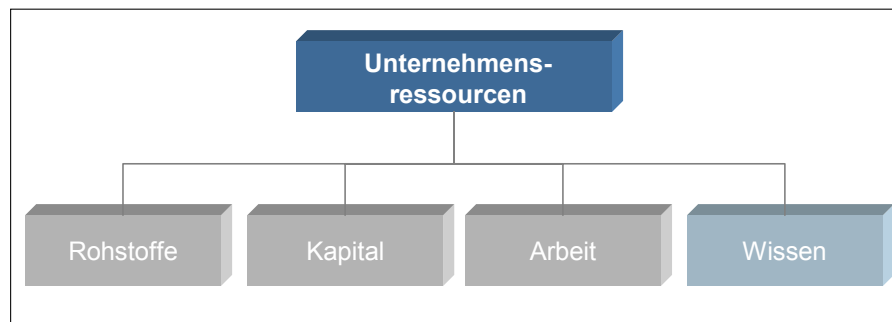 Unternehmens-
ressourcen
Rohstoffe
Kapital
Arbeit
Wissen